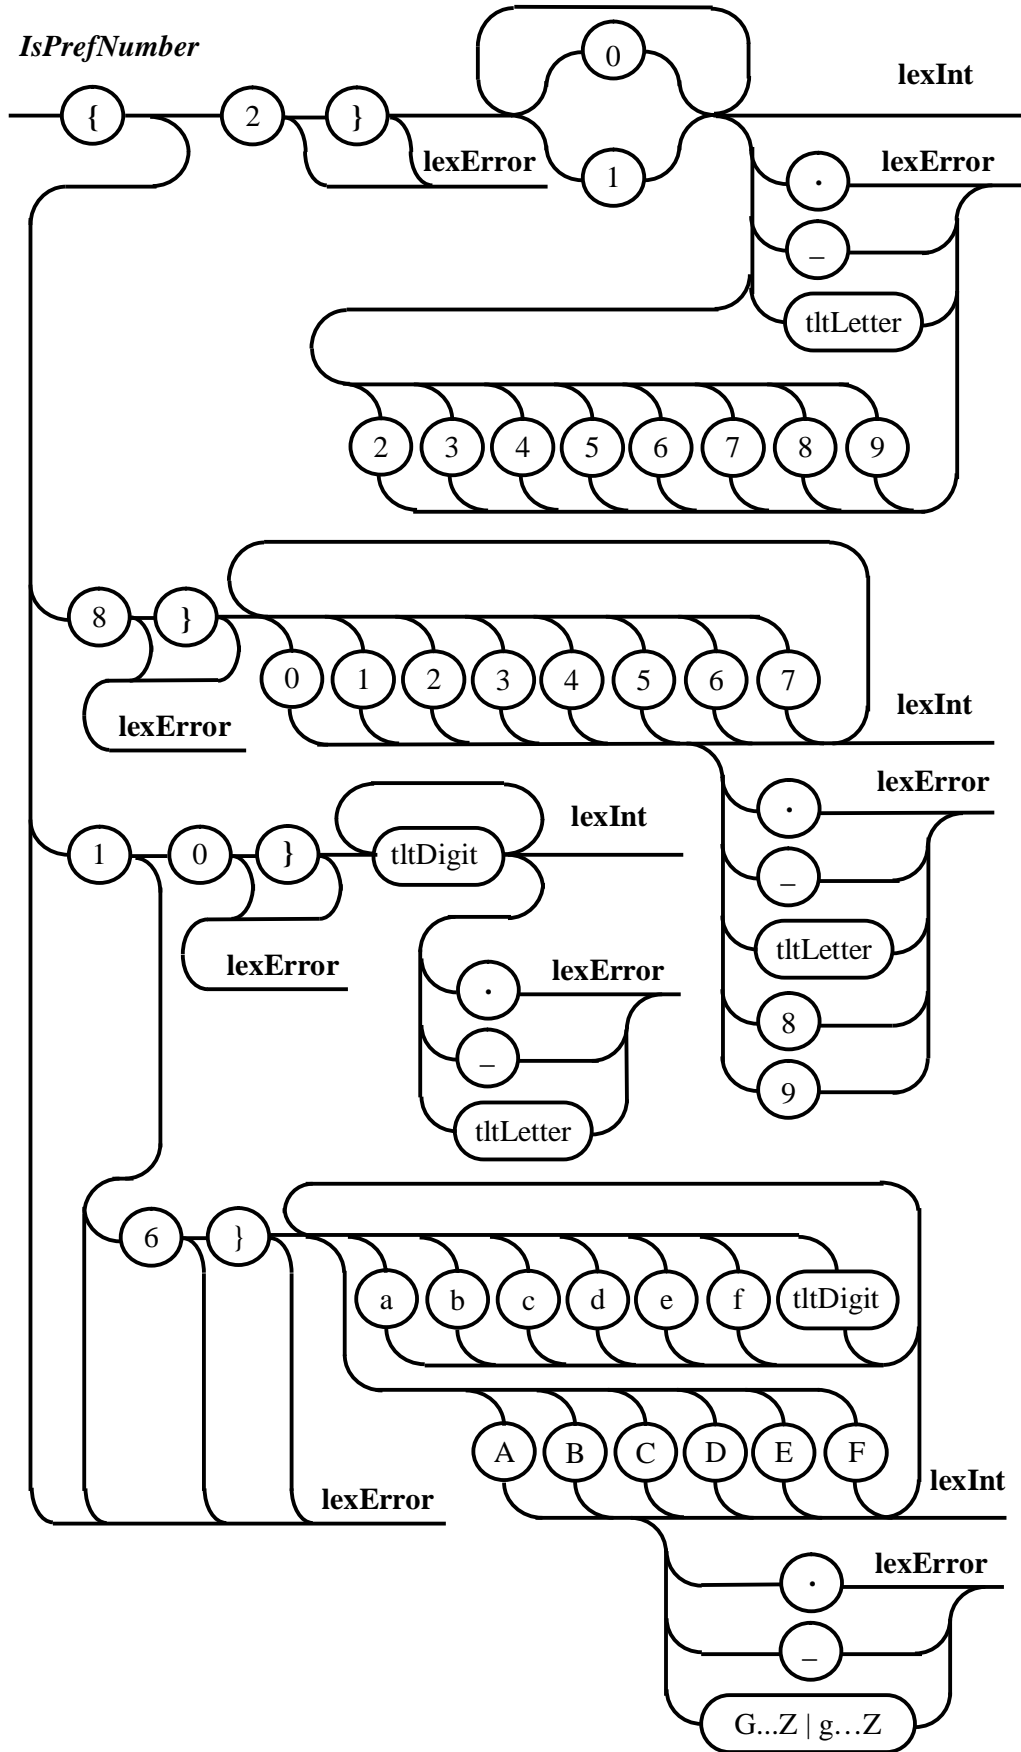 IsPrefNumber
0
lexInt
{ 2 }
lexError
1
lexError
.
_
tltLetter
2 3 4 5 6 7 8 9
8 }
0 1 2 3 4 5 6 7
lexInt
lexError
lexError
.
lexInt
1 0 }
tltDigit
_
tltLetter
lexError
lexError
.
8
_
9
tltLetter
6 }
a b c d e f tltDigit
A B C D E F
lexInt
lexError
lexError
.
_
G...Z | g...Z